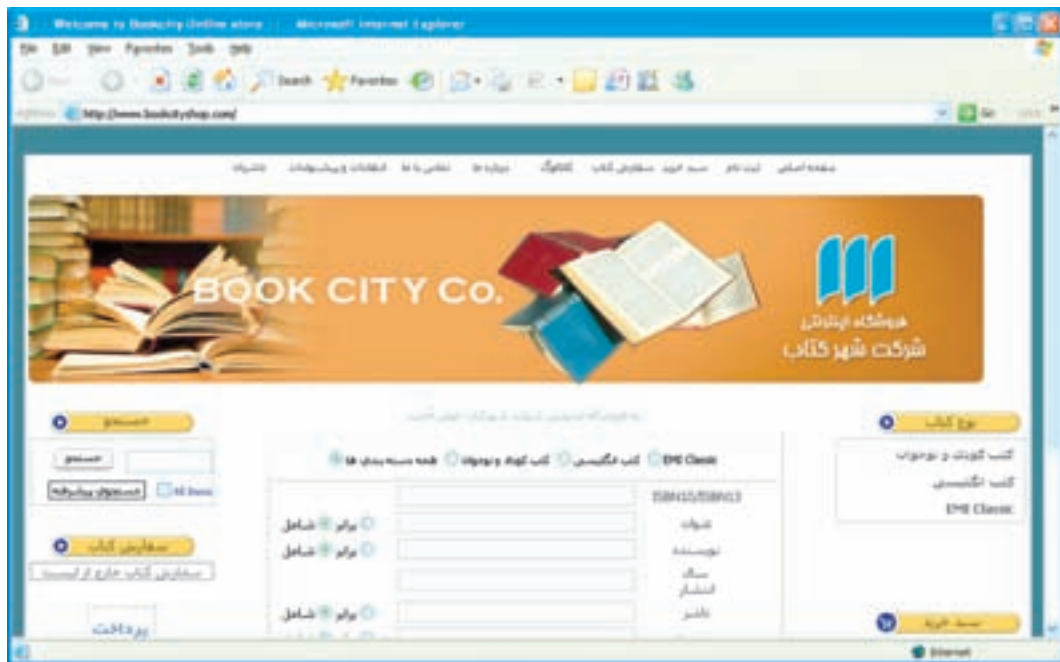 Welcome to Bookcity Online store
Microsoft Internet Explorer
File Edit View Favorites Tools Help
Search Favorites
http://www.bookcityshop.com/
Go
صفحه اصلی ثبت نام سبد خرید سفارش کتاب کاتالوگ درباره ما تماس با ما انتقادات و پیشنهادات ناشران
BOOK CITY Co.
فروشگاه اینترنتی
شرکت شهر کتاب
نوع کتاب
کتب کودک و نوجوان
کتب انگلیسی
EMI Classic
سبد خرید
EMI Classic کتب انگلیسی کتب کودک و نوجوان همه دسته بندی ها
ISBN10/ISBN13
عنوان
برابر شامل
نویسنده
برابر شامل
سال
انتشار
ناشر
برابر شامل
جستجو
جستجو
جستجوی پیشرفته
سفارش کتاب
سفارش کتاب خارج از لیست
پرداخت
Internet